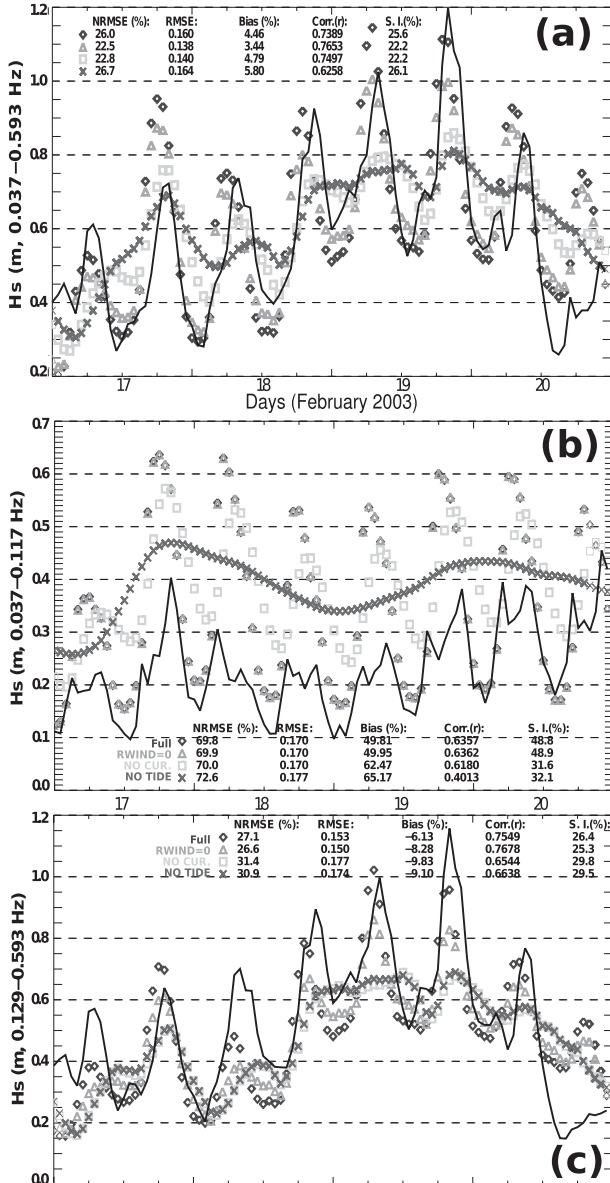 1.2
NRMSE (%): RMSE: Bias (%): Corr.(r): S. I.(%):
26.0 0.160 4.46 0.7389 25.6
22.5 0.138 3.44 0.7653 22.2
22.8 0.140 4.79 0.7497 22.2
26.7 0.164 5.80 0.6258 26.1
(a)
1.0
0.8
0.6
0.4
0.2
Hs (m, 0.037−0.593 Hz)
17 18 19 20
Days (February 2003)
0.7
(b)
0.6
0.5
0.4
0.3
0.2
0.1
0.0
Hs (m, 0.037−0.117 Hz)
NRMSE (%): RMSE: Bias (%): Corr.(r): S. I.(%):
Full 69.8 0.170 49.81 0.6357 48.8
RWIND=0 69.9 0.170 49.95 0.6362 48.9
NO CUR. 70.0 0.170 62.47 0.6180 31.6
NO TIDE 72.6 0.177 65.17 0.4013 32.1
17 18 19 20
1.2
NRMSE (%): RMSE: Bias (%): Corr.(r): S. I.(%):
Full 27.1 0.153 −6.13 0.7549 26.4
RWIND=0 26.6 0.150 −8.28 0.7678 25.3
NO CUR. 31.4 0.177 −9.83 0.6544 29.8
NO TIDE 30.9 0.174 −9.10 0.6638 29.5
1.0
0.8
0.6
0.4
0.2
0.0
Hs (m, 0.129−0.593 Hz)
(c)